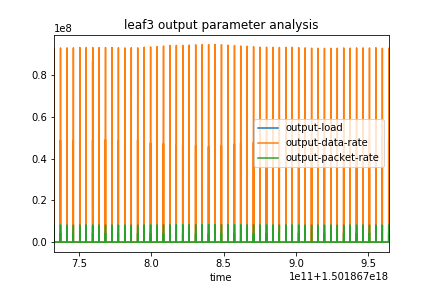 leaf3 output parameter analysis
1e8
0.8
0.6
0.4
0.2
0.0
output-load
output-data-rate
output-packet-rate
7.5 8.0 8.5 9.0 9.5
time
1e11+1.501867e18